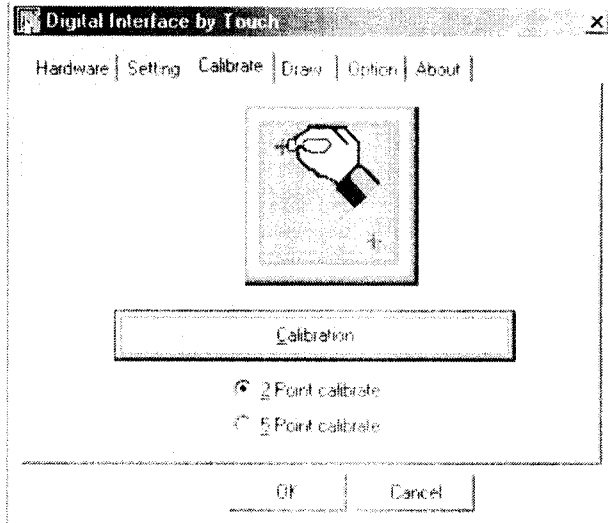 Digital Interface by Touch
Hardware Setting Calibrate Draw Option About
Calibration
2 Point calibrate
5 Point calibrate
OK Cancel